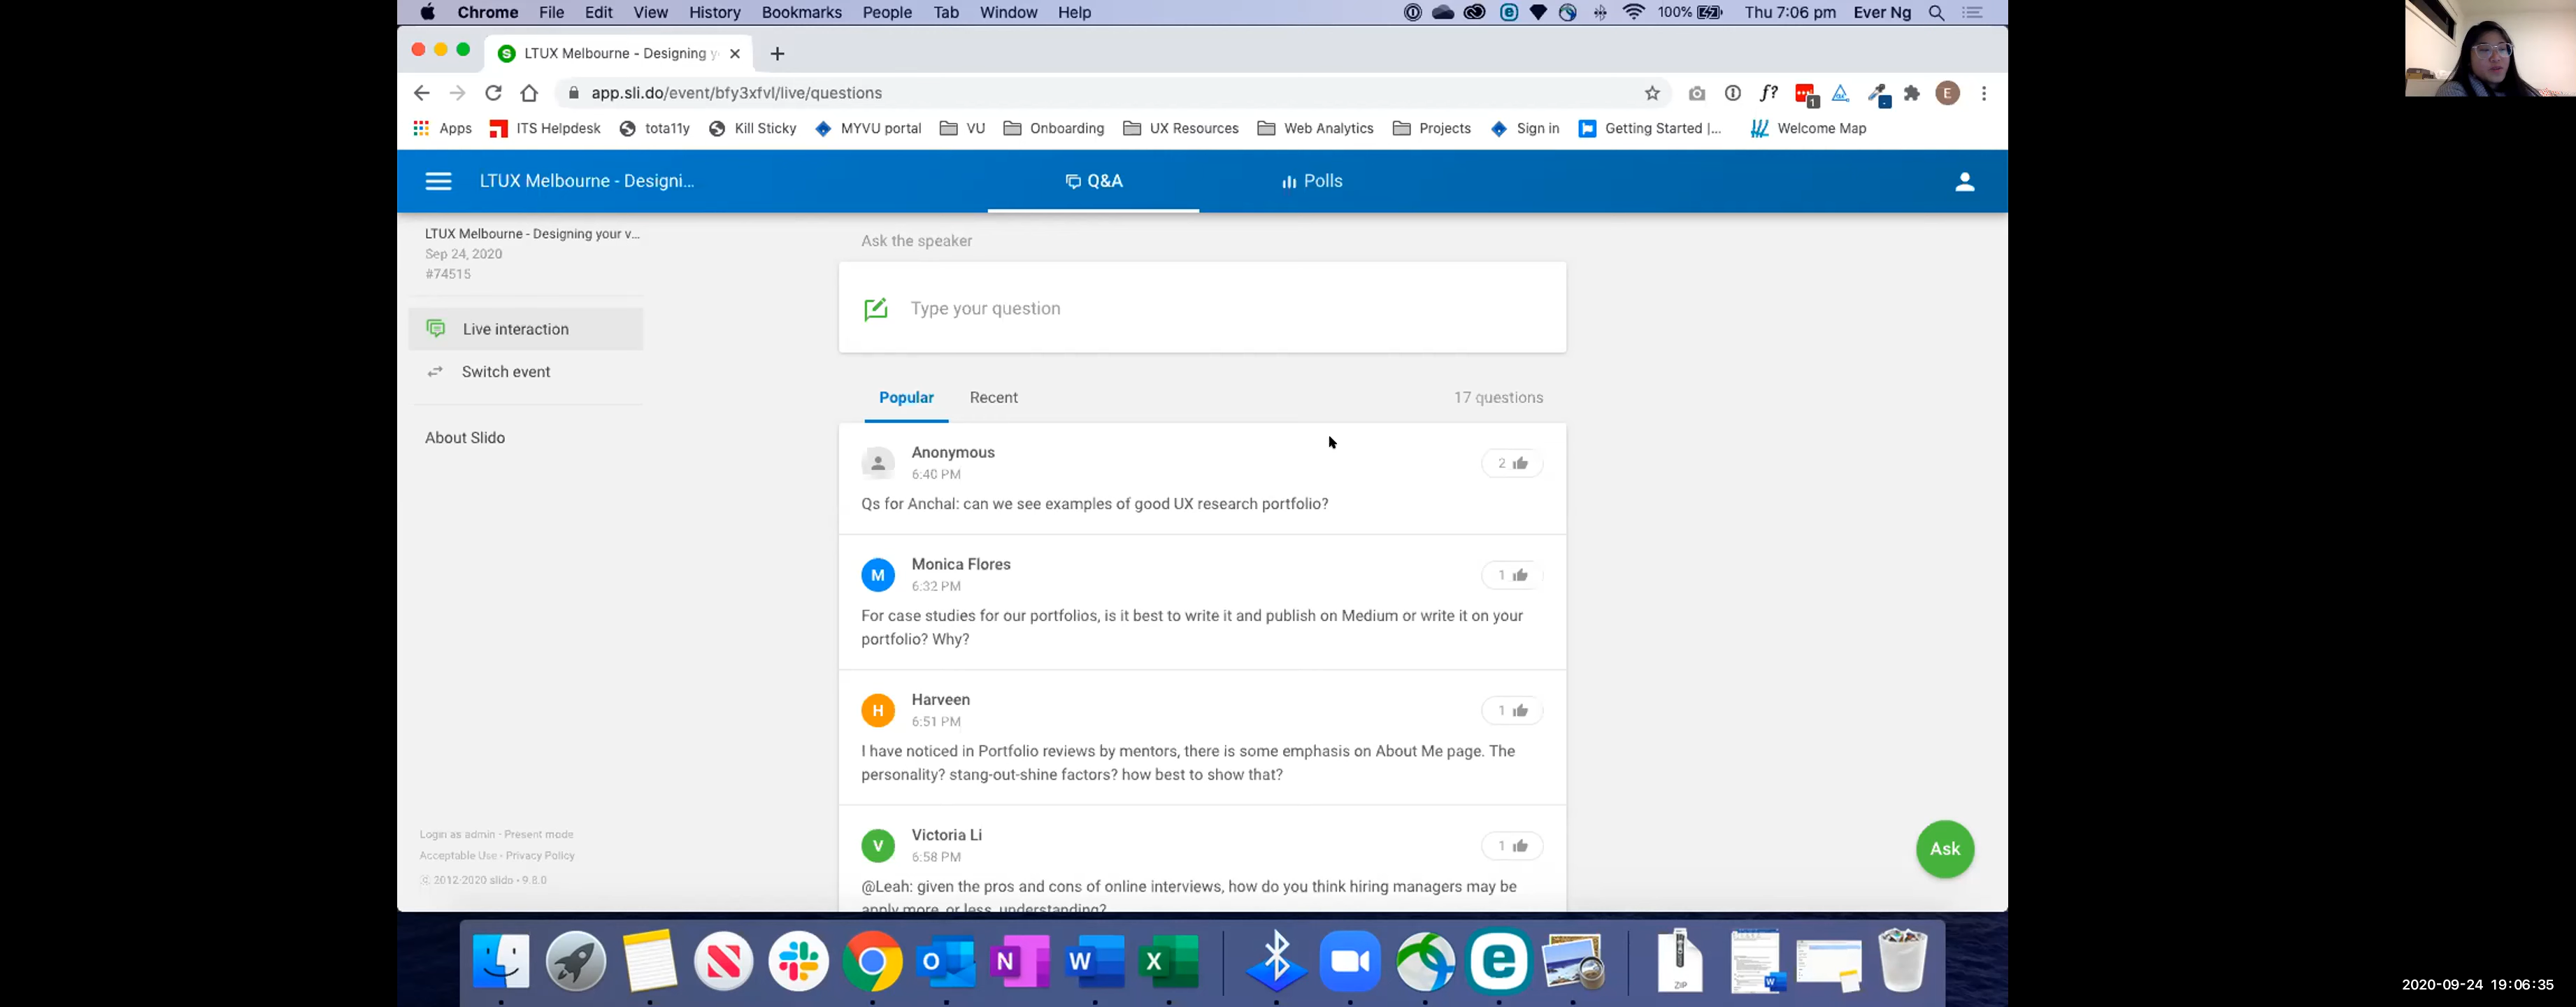 Chrome File Edit View History Bookmarks People Tab Window Help 100% Thu 7:06 pm Ever Ng
LTUX Melbourne - Designing y
app.sli.do/event/bfy3xfvl/live/questions
Apps ITS Helpdesk tota11y Kill Sticky MYVU portal VU Onboarding UX Resources Web Analytics Projects Sign in Getting Started |... Welcome Map
LTUX Melbourne - Designi... Q&A Polls
LTUX Melbourne - Designing your v...
Sep 24, 2020
#74515
Live interaction
Switch event
About Slido
Login as admin - Present mode
Acceptable Use - Privacy Policy
© 2012-2020 slido - 9.8.0
Ask the speaker
Type your question
Popular Recent 17 questions
Anonymous
6:40 PM
2
Qs for Anchal: can we see examples of good UX research portfolio?
M
Monica Flores
6:32 PM
1
For case studies for our portfolios, is it best to write it and publish on Medium or write it on your
portfolio? Why?
H
Harveen
6:51 PM
1
I have noticed in Portfolio reviews by mentors, there is some emphasis on About Me page. The
personality? stang-out-shine factors? how best to show that?
V
Victoria Li
6:58 PM
1
@Leah: given the pros and cons of online interviews, how do you think hiring managers may be
apply more, or less, understanding?
Ask
ZIP
2020-09-24 19:06:35